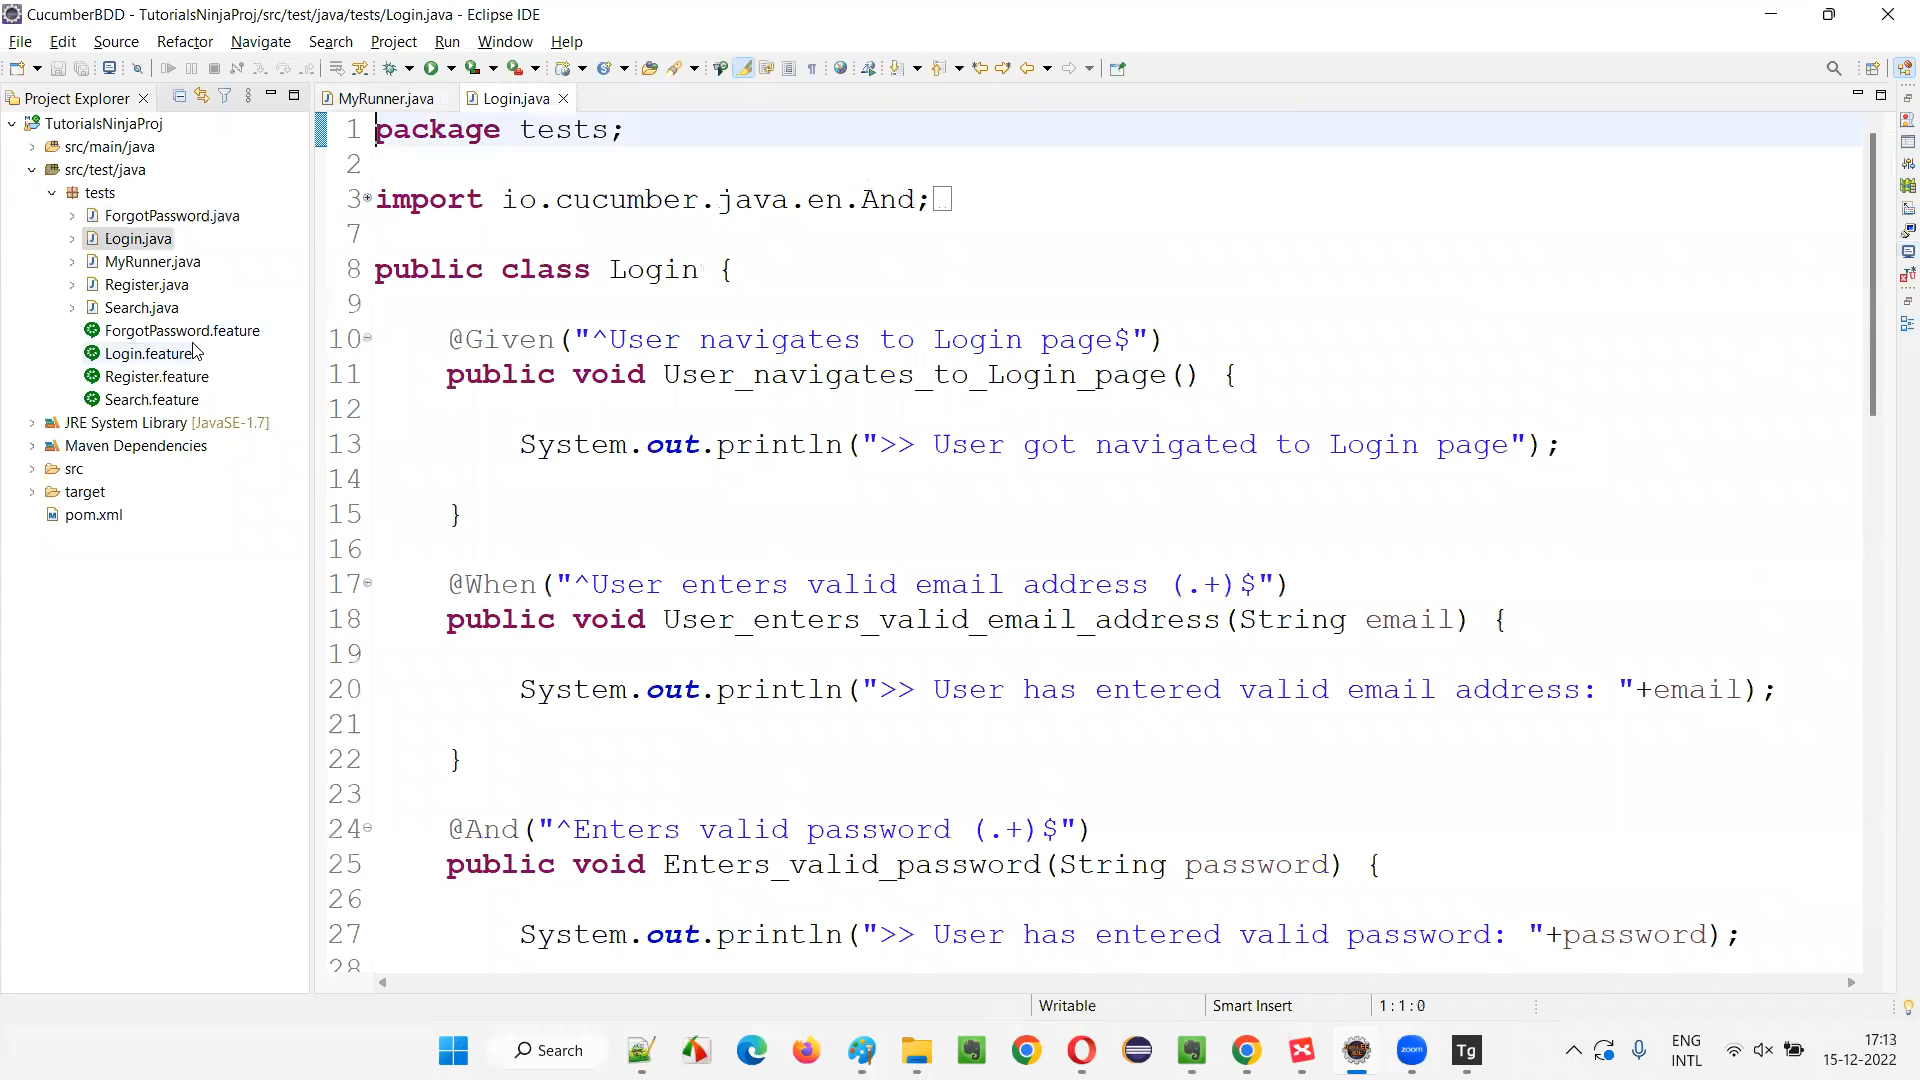 CucumberBDD - TutorialsNinjaProj/src/test/java/tests/Login.java - Eclipse IDE
File Edit Source Refactor Navigate Search Project Run Window Help
Project Explorer
MyRunner.java
Login.java
TutorialsNinjaProj
src/main/java
src/test/java
tests
ForgotPassword.java
Login.java
MyRunner.java
Register.java
Search.java
ForgotPassword.feature
Login.feature
Register.feature
Search.feature
JRE System Library [JavaSE-1.7]
Maven Dependencies
src
target
pom.xml
1 package tests;
2
3 import io.cucumber.java.en.And;
7
8 public class Login {
9
10 @Given("^User navigates to Login page$")
11 public void User_navigates_to_Login_page() {
12
13 System.out.println(">> User got navigated to Login page");
14
15 }
16
17 @When("^User enters valid email address (.+)$")
18 public void User_enters_valid_email_address(String email) {
19
20 System.out.println(">> User has entered valid email address: "+email);
21
22 }
23
24 @And("^Enters valid password (.+)$")
25 public void Enters_valid_password(String password) {
26
27 System.out.println(">> User has entered valid password: "+password);
28
Writable Smart Insert 1 : 1 : 0
Search
zoom
Tg
ENG
INTL
17:13
15-12-2022